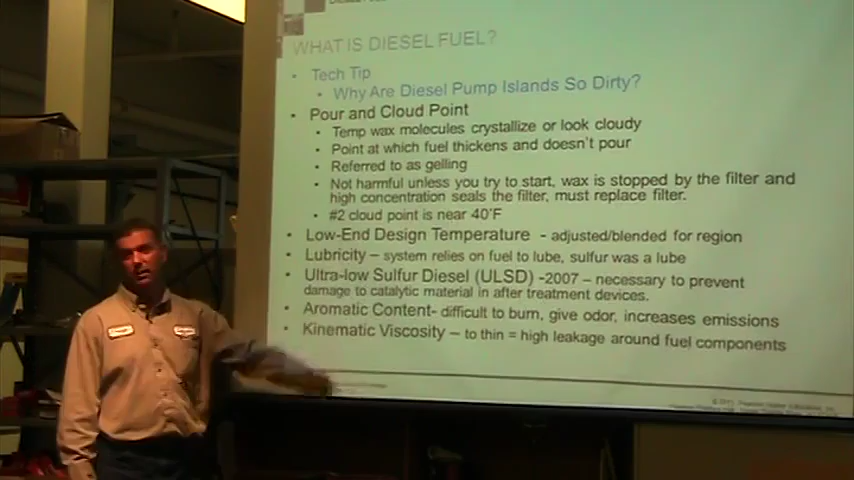 WHAT IS DIESEL FUEL?
• Tech Tip
• Why Are Diesel Pump Islands So Dirty?
• Pour and Cloud Point
• Temp wax molecules crystallize or look cloudy
• Point at which fuel thickens and doesn't pour
• Referred to as gelling
• Not harmful unless you try to start, wax is stopped by the filter and
high concentration seals the filter, must replace filter.
• #2 cloud point is near 40°F
• Low-End Design Temperature - adjusted/blended for region
• Lubricity – system relies on fuel to lube, sulfur was a lube
• Ultra-low Sulfur Diesel (ULSD) -2007 – necessary to prevent
damage to catalytic material in after treatment devices.
• Aromatic Content- difficult to burn, give odor, increases emissions
• Kinematic Viscosity – to thin = high leakage around fuel components